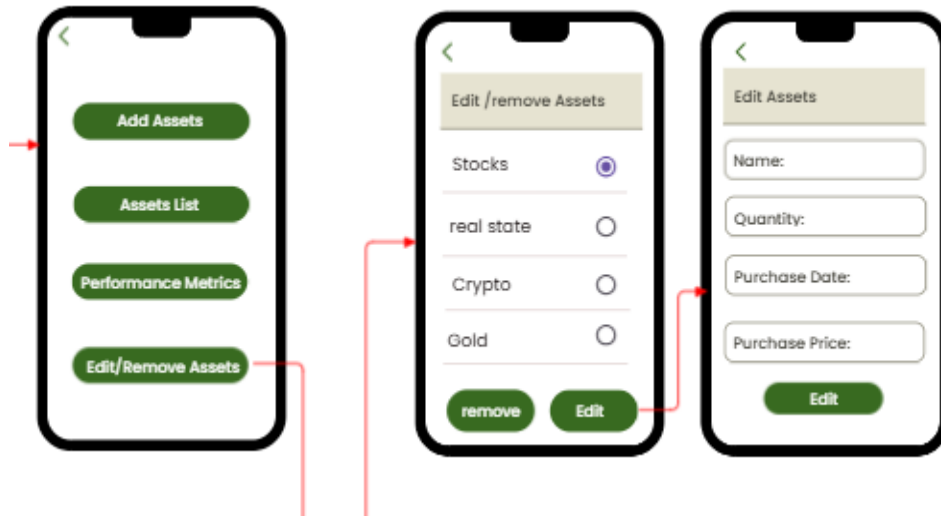 Add Assets
Assets List
Performance Metrics
Edit/Remove Assets
Edit /remove Assets
Stocks
real state
Crypto
Gold
remove
Edit
Edit Assets
Name:
Quantity:
Purchase Date:
Purchase Price:
Edit